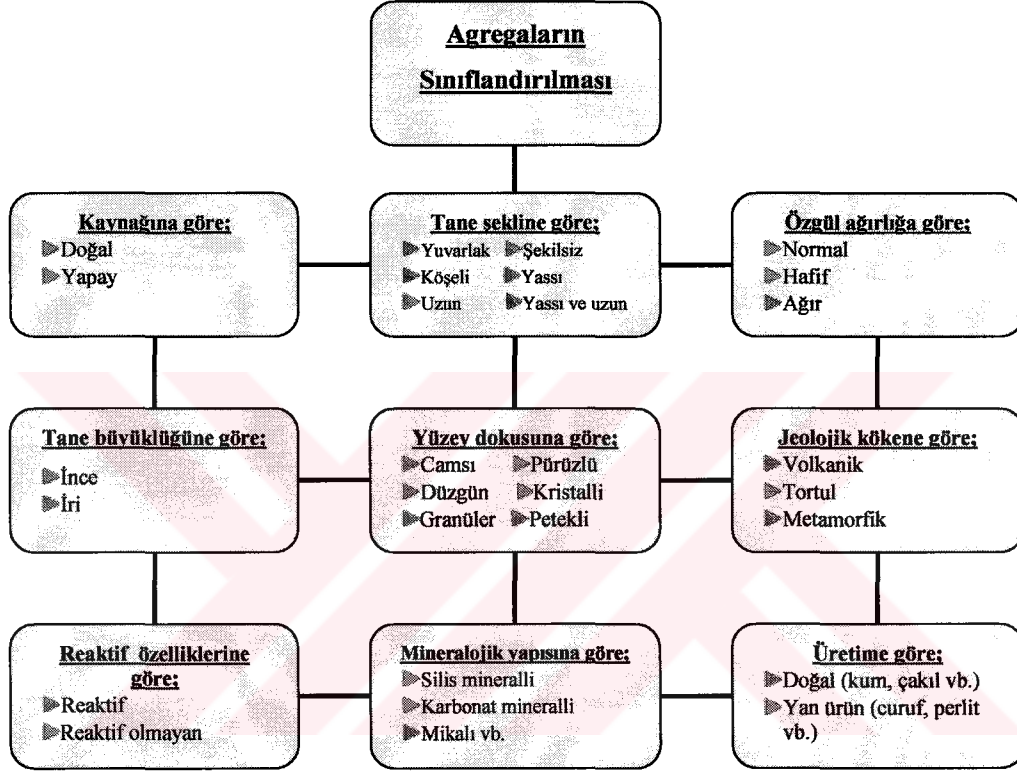 Agregaların
Sınıflandırılması
Kaynağına göre;
Doğal
Yapay
Tane şekline göre;
Yuvarlak Şekilsiz
Köşeli Yassı
Uzun Yassı ve uzun
Özgül ağırlığa göre;
Normal
Hafif
Ağır
Tane büyüklüğüne göre;
İnce
İri
Yüzey dokusuna göre;
Camsı Pürüzlü
Düzgün Kristalli
Granüler Petekli
Jeolojik kökene göre;
Volkanik
Tortul
Metamorfik
Reaktif özelliklerine
göre;
Reaktif
Reaktif olmayan
Mineralojik yapısına göre;
Silis mineralli
Karbonat mineralli
Mikalı vb.
Üretime göre;
Doğal (kum, çakıl vb.)
Yan ürün (curuf, perlit
vb.)